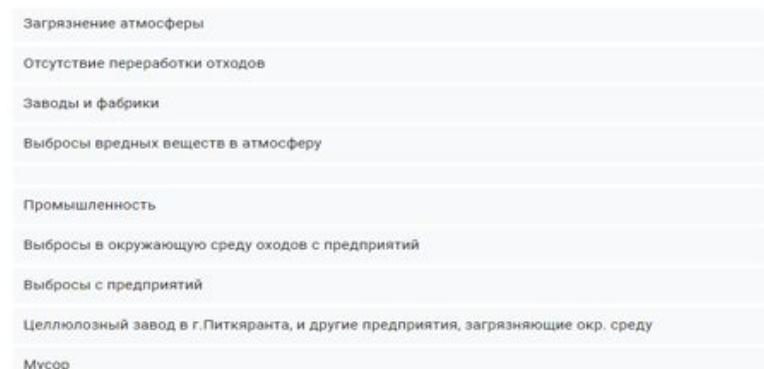 Загрязнение атмосферы
Отсутствие переработки отходов
Заводы и фабрики
Выбросы вредных веществ в атмосферу
Промышленность
Выбросы в окружающую среду оходов с предприятий
Выбросы с предприятий
Целлюлозный завод в г.Питкяранта, и другие предприятия, загрязняющие окр. среду
Мусор